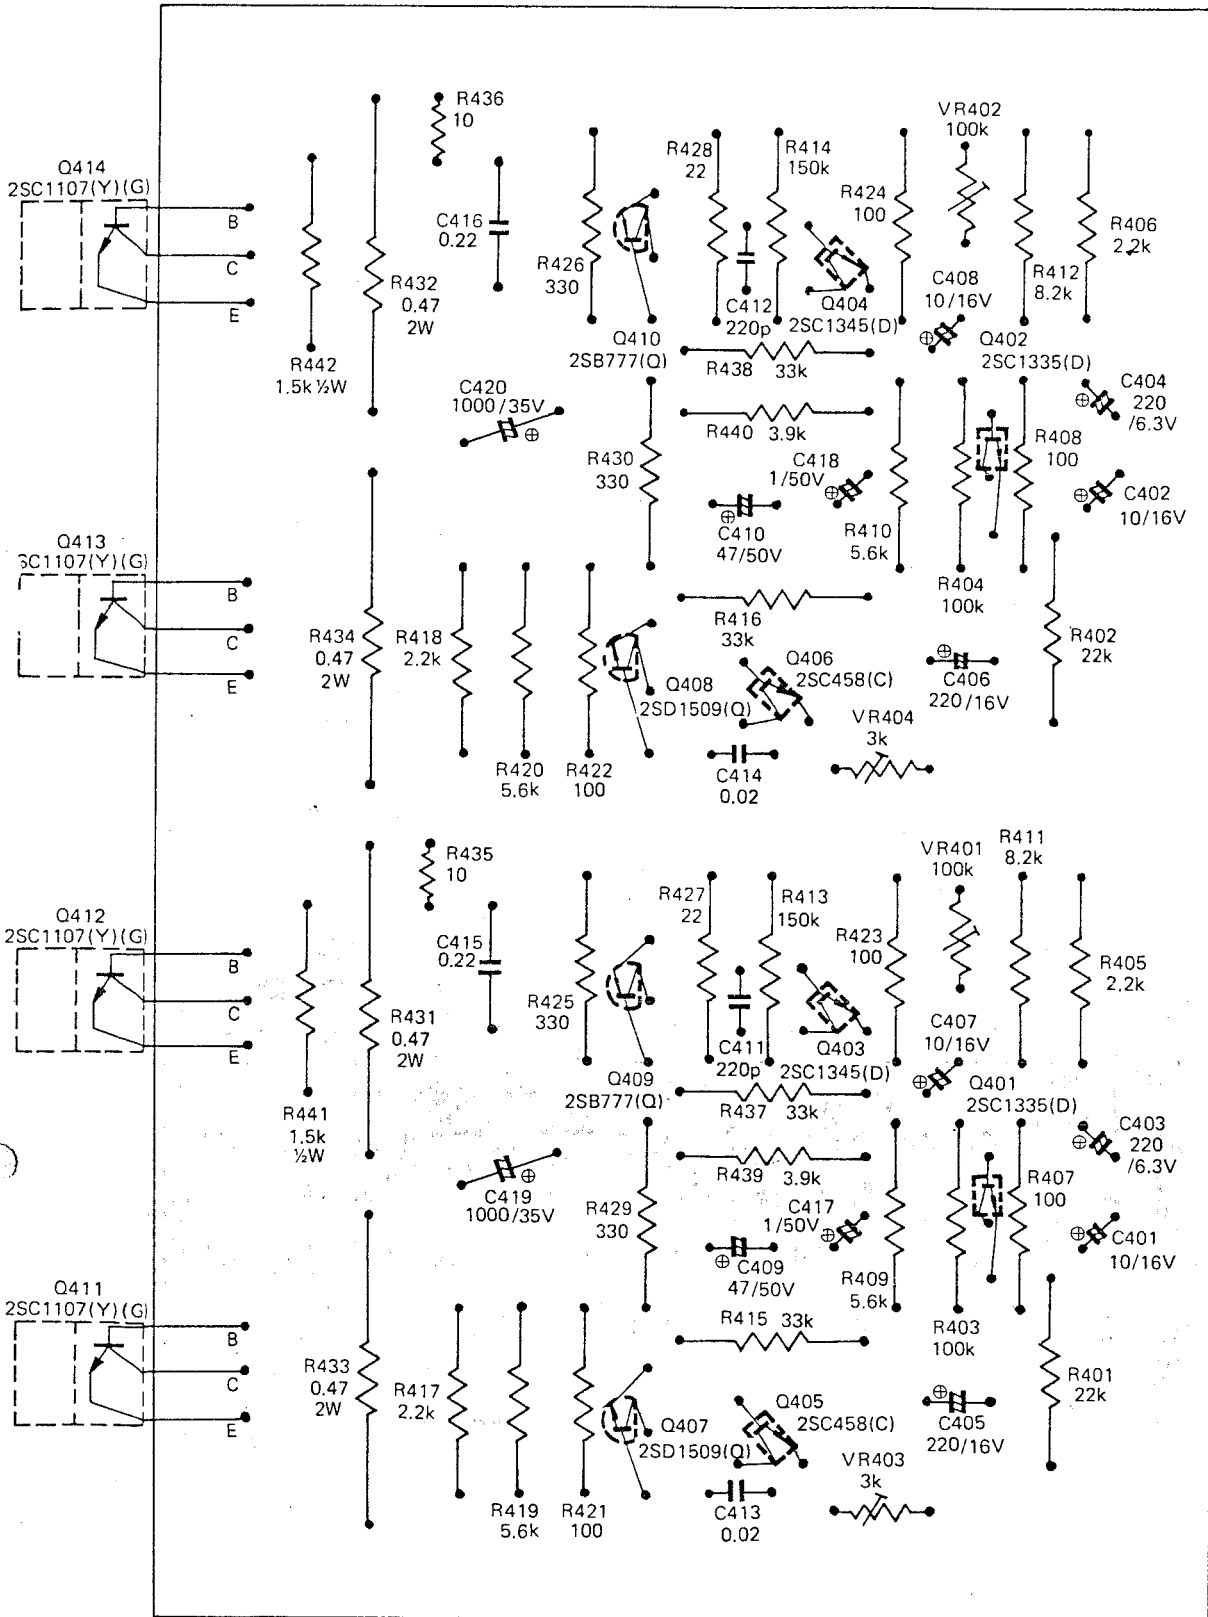 R436
10
VR402
100k
R428
22
R414
150k
Q414
2SC1107(Y)(G)
R424
100
B
C416
0.22
R406
2.2k
C
R426
330
R432
0.47
2W
C412
220p
Q404
2SC1345(D)
C408
10/16V
R412
8.2k
E
Q410
2SB777(Q)
Q402
2SC1335(D)
R442
1.5k ½W
R438
33k
C420
1000/35V
C404
220
/6.3V
R440
3.9k
R430
330
C418
1/50V
R408
100
C402
10/16V
C410
47/50V
R410
5.6k
Q413
SC1107(Y)(G)
B
R404
100k
R416
33k
R434
0.47
2W
R418
2.2k
R402
22k
C
Q406
2SC458(C)
C406
220/16V
E
Q408
2SD1509(Q)
VR404
3k
R420
5.6k
R422
100
C414
0.02
R435
10
VR401
100k
R411
8.2k
R427
22
R413
150k
Q412
2SC1107(Y)(G)
R423
100
B
C415
0.22
R405
2.2k
C
R425
330
R431
0.47
2W
C411
220p
Q403
2SC1345(D)
C407
10/16V
E
Q409
2SB777(Q)
Q401
2SC1335(D)
R441
1.5k
½W
R437
33k
C403
220
/6.3V
R439
3.9k
C419
1000/35V
R429
330
C417
1/50V
R407
100
C401
10/16V
C409
47/50V
R409
5.6k
Q411
2SC1107(Y)(G)
B
R415
33k
R403
100k
R433
0.47
2W
R417
2.2k
R401
22k
C
Q405
2SC458(C)
C405
220/16V
E
Q407
2SD1509(Q)
VR403
3k
R419
5.6k
R421
100
C413
0.02